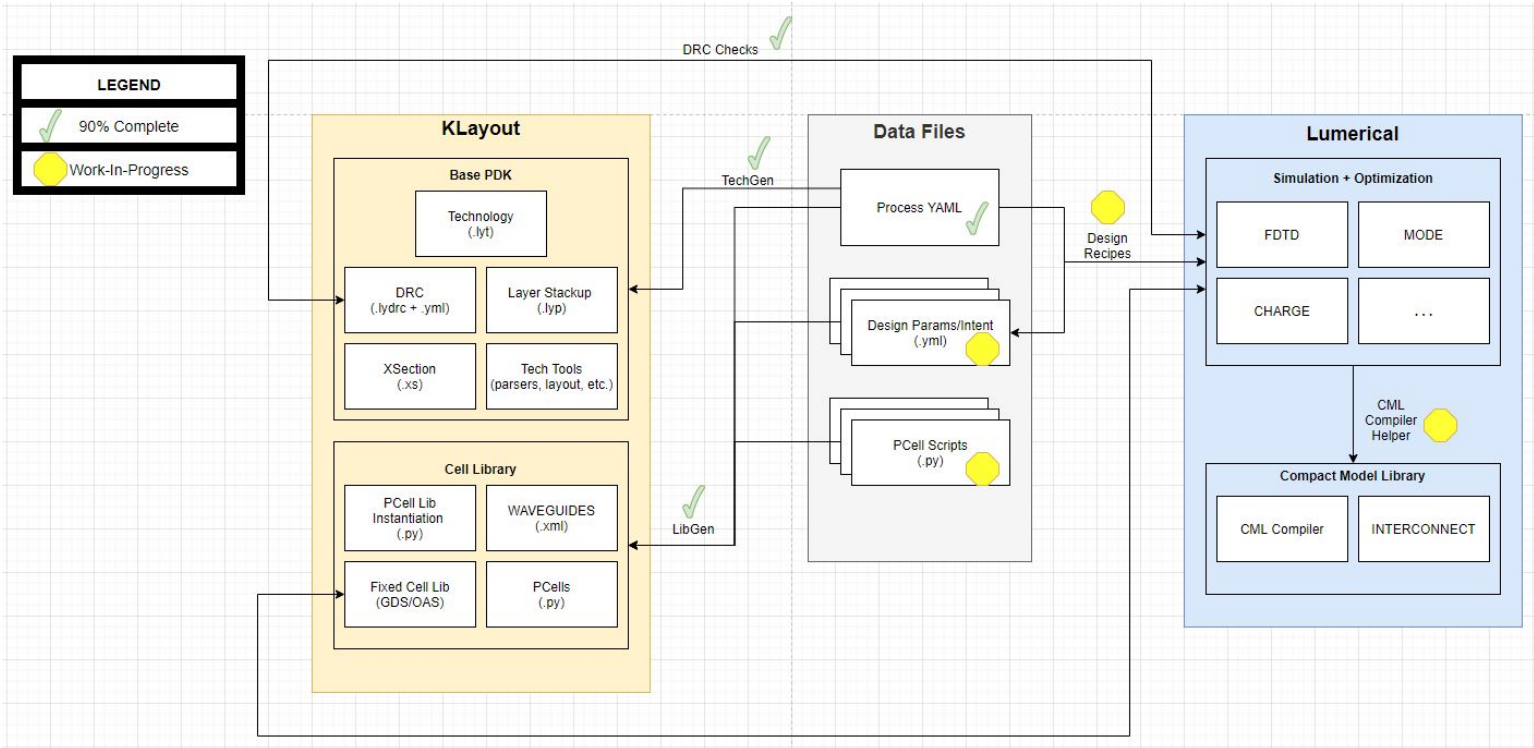 DRC Checks
LEGEND
90% Complete
Work-In-Progress
KLayout
Base PDK
Technology
(.lyt)
DRC
(.lydrc + .yml)
Layer Stackup
(.lyp)
XSection
(.xs)
Tech Tools
(parsers, layout, etc.)
Cell Library
PCell Lib
Instantiation
(.py)
WAVEGUIDES
(.xml)
Fixed Cell Lib
(GDS/OAS)
PCells
(.py)
TechGen
LibGen
Data Files
Process YAML
Design Params/Intent
(.yml)
PCell Scripts
(.py)
Design
Recipes
Lumerical
Simulation + Optimization
FDTD
MODE
CHARGE
...
CML
Compiler
Helper
Compact Model Library
CML Compiler
INTERCONNECT